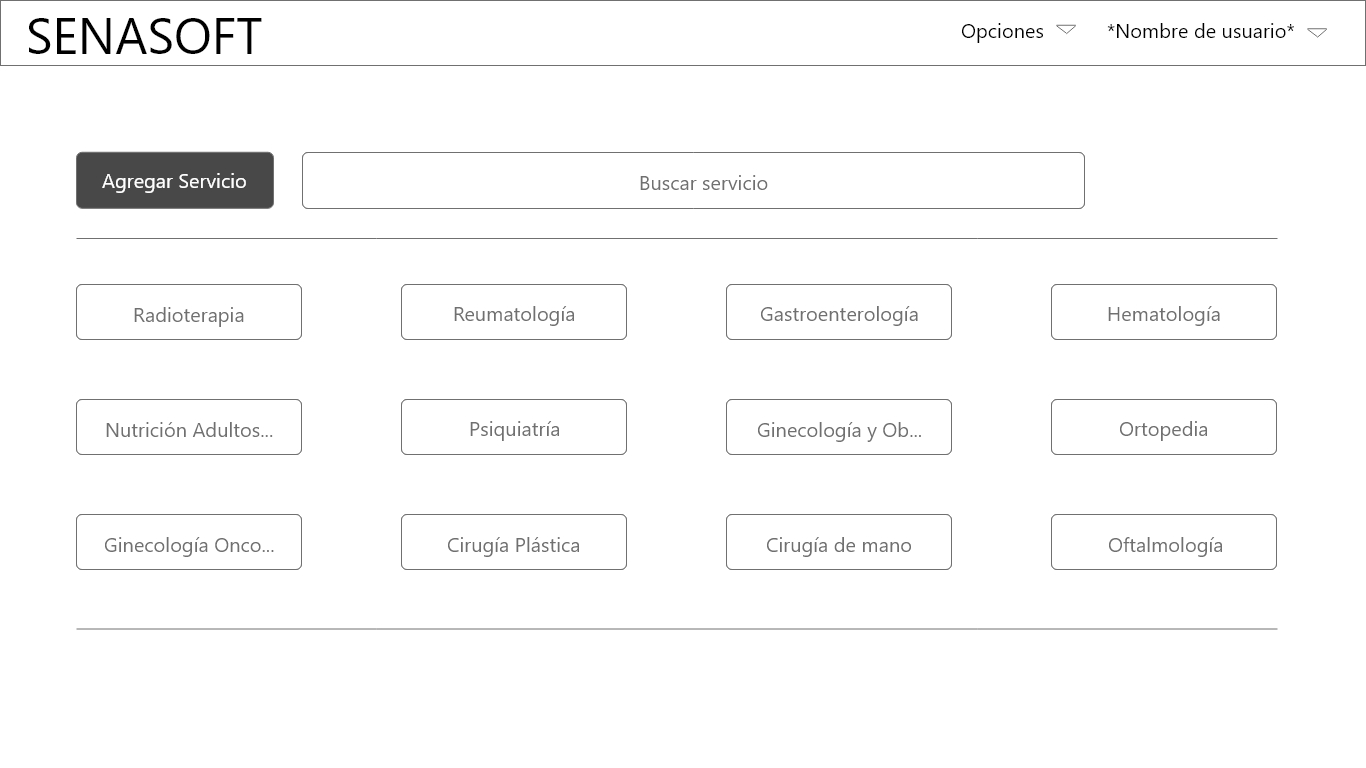 SENASOFT
Opciones
*Nombre de usuario*
Agregar Servicio
Buscar servicio
Radioterapia
Reumatología
Gastroenterología
Hematología
Nutrición Adultos...
Psiquiatría
Ginecología y Ob...
Ortopedia
Ginecología Onco...
Cirugía Plástica
Cirugía de mano
Oftalmología